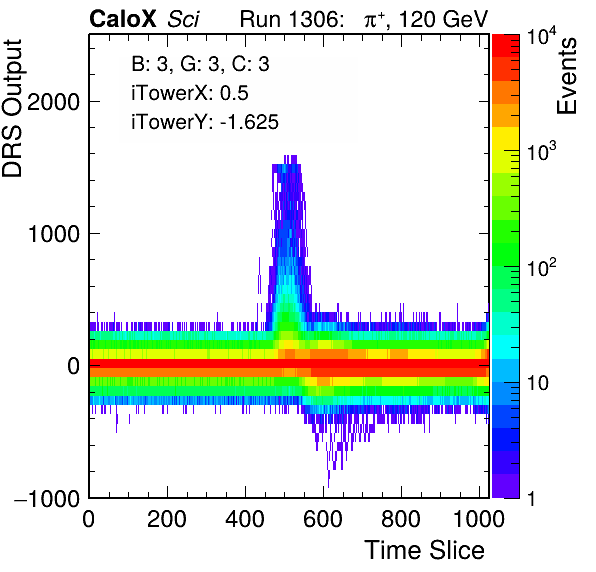 CaloX Sci Run 1306: π⁺, 120 GeV
B: 3, G: 3, C: 3
iTowerX: 0.5
iTowerY: -1.625
DRS Output
2000
1000
0
−1000
0 200 400 600 800 1000
Time Slice
Events
10⁴
10³
10²
10
1